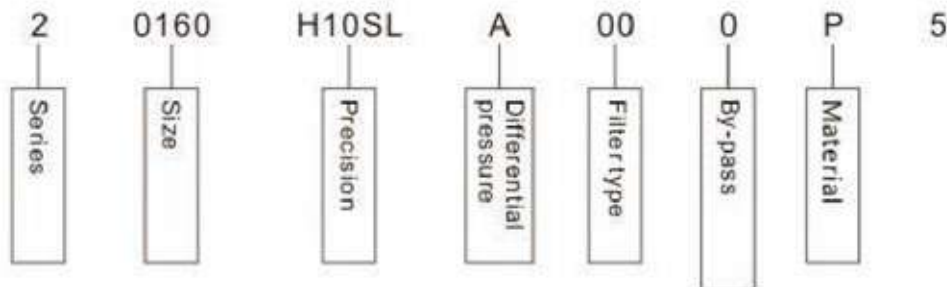 2 0160 H10SL A 00 0 P 5
Series
Size
Precision
Differential
pressure
Filter type
By-pass
Material